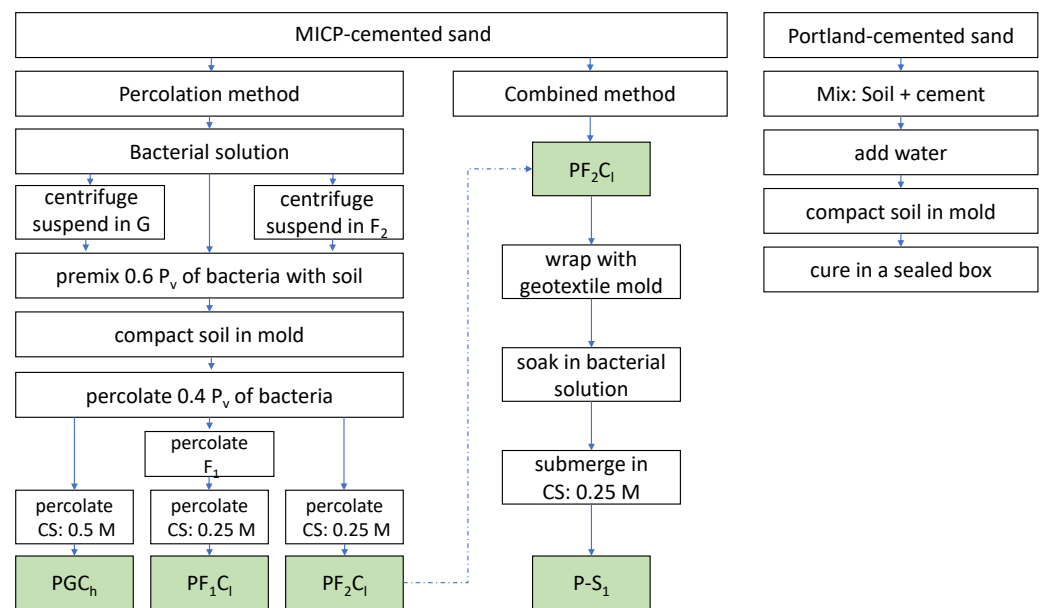 MICP-cemented sand
Percolation method
Bacterial solution
centrifuge
suspend in G
centrifuge
suspend in F₂
premix 0.6 Pᵥ of bacteria with soil
compact soil in mold
percolate 0.4 Pᵥ of bacteria
percolate
F₁
percolate
CS: 0.5 M
percolate
CS: 0.25 M
percolate
CS: 0.25 M
PGCₕ
PF₁Cₗ
PF₂Cₗ
Combined method
PF₂Cₗ
wrap with
geotextile mold
soak in bacterial
solution
submerge in
CS: 0.25 M
P-S₁
Portland-cemented sand
Mix: Soil + cement
add water
compact soil in mold
cure in a sealed box